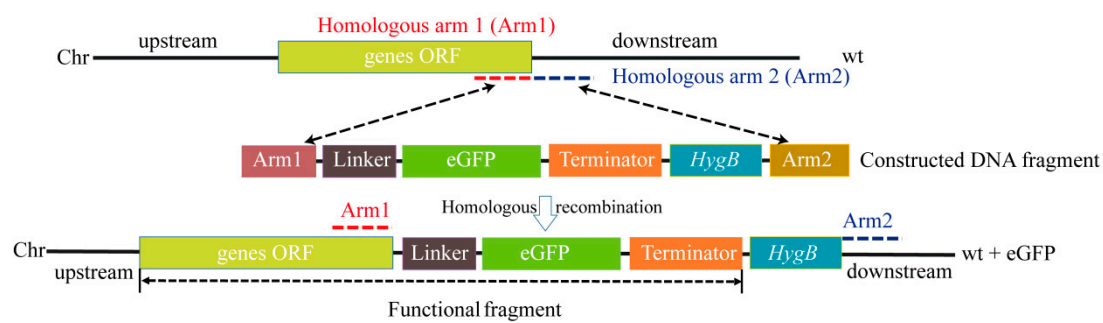 Homologous arm 1 (Arm1)
Chr upstream genes ORF downstream wt
Homologous arm 2 (Arm2)
Arm1 Linker eGFP Terminator HygB Arm2 Constructed DNA fragment
Homologous recombination
Arm1 Arm2
Chr genes ORF Linker eGFP Terminator HygB wt + eGFP
upstream downstream
Functional fragment